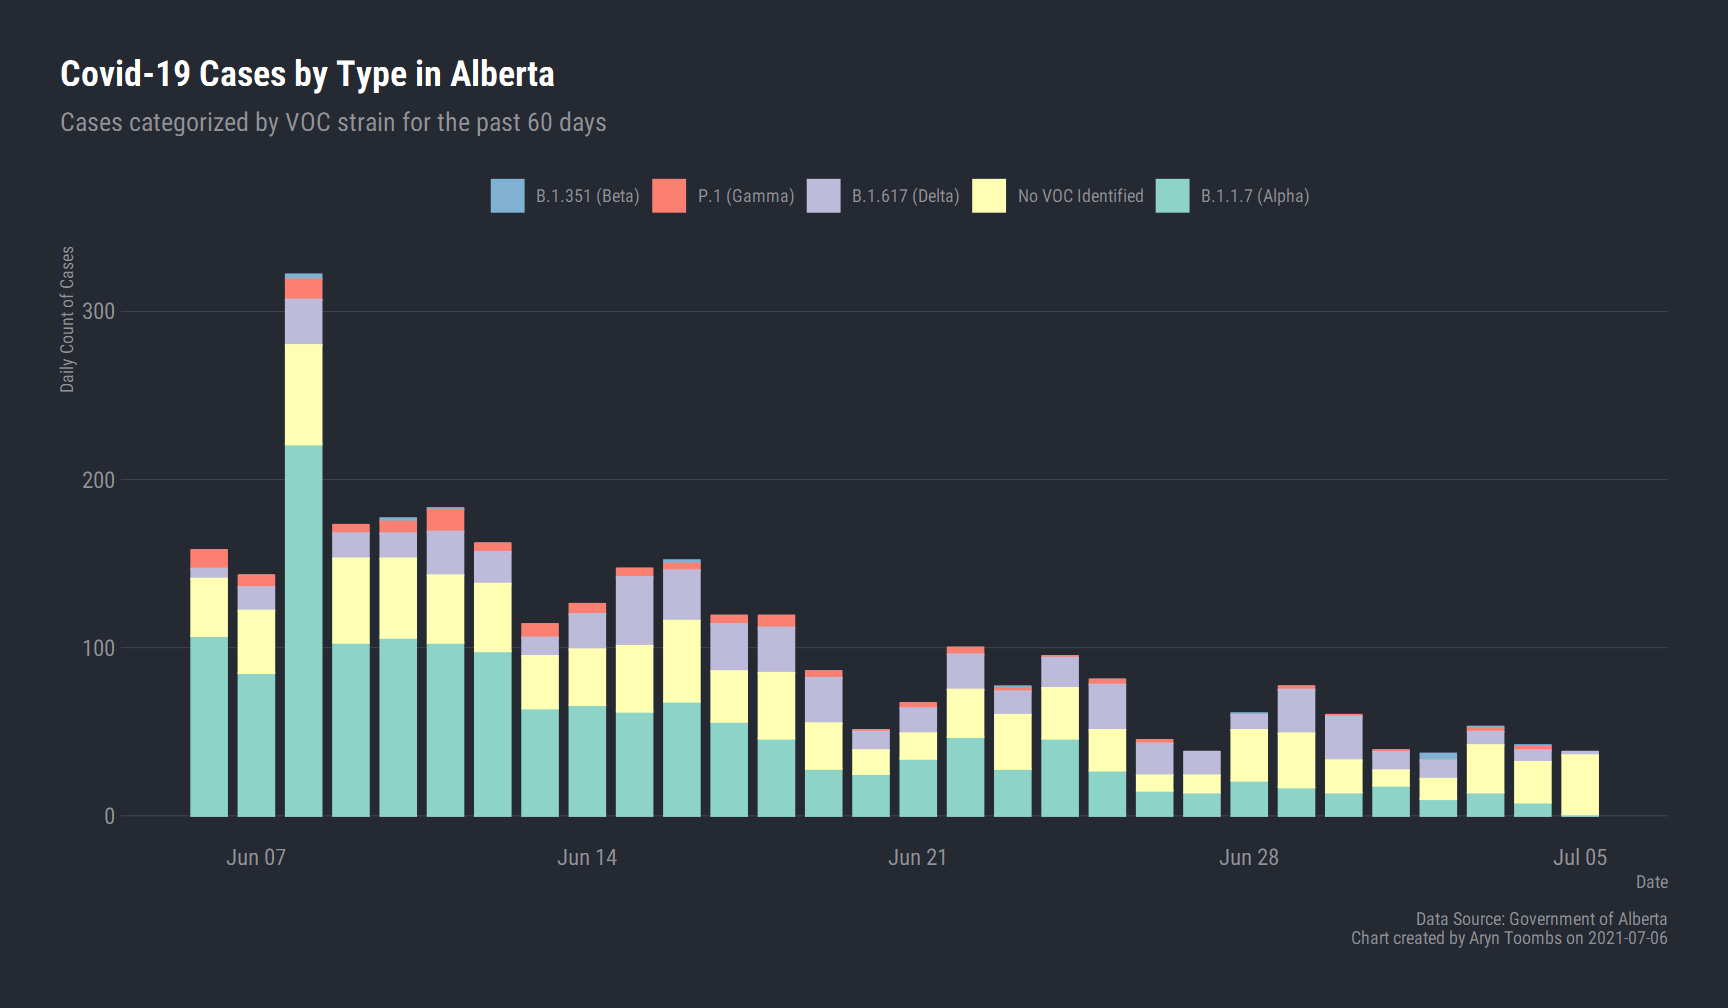 Covid-19 Cases by Type in Alberta
Cases categorized by VOC strain for the past 60 days
B.1.351 (Beta)
P.1 (Gamma)
B.1.617 (Delta)
No VOC Identified
B.1.1.7 (Alpha)
Daily Count of Cases
300
200
100
0
Jun 07
Jun 14
Jun 21
Jun 28
Jul 05
Date
Data Source: Government of Alberta
Chart created by Aryn Toombs on 2021-07-06